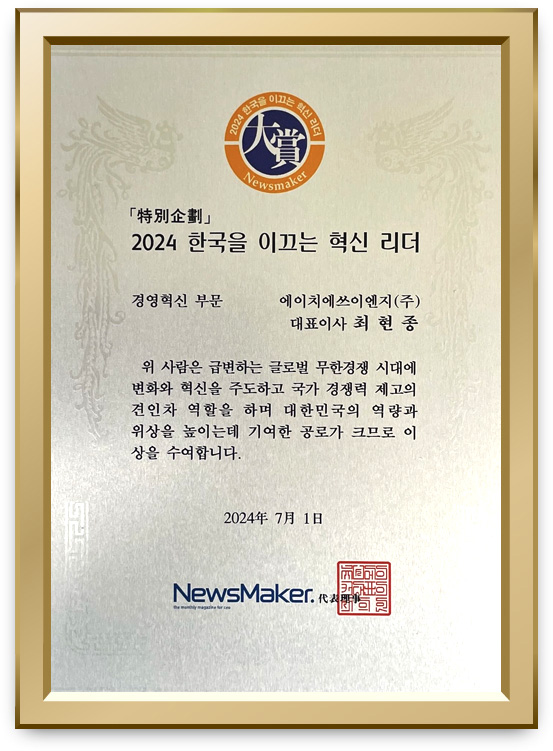 2024 한국을 이끄는 혁신 리더
大賞
Newsmaker
「特別企劃」
2024 한국을 이끄는 혁신 리더
경영혁신 부문 에이치에쓰이엔지(주)
대표이사 최 현 종
위 사람은 급변하는 글로벌 무한경쟁 시대에
변화와 혁신을 주도하고 국가 경쟁력 제고의
견인차 역할을 하며 대한민국의 역량과
위상을 높이는데 기여한 공로가 크므로 이
상을 수여합니다.
2024年 7月 1日
NewsMaker. 代表理事
the monthly magazine for ceo